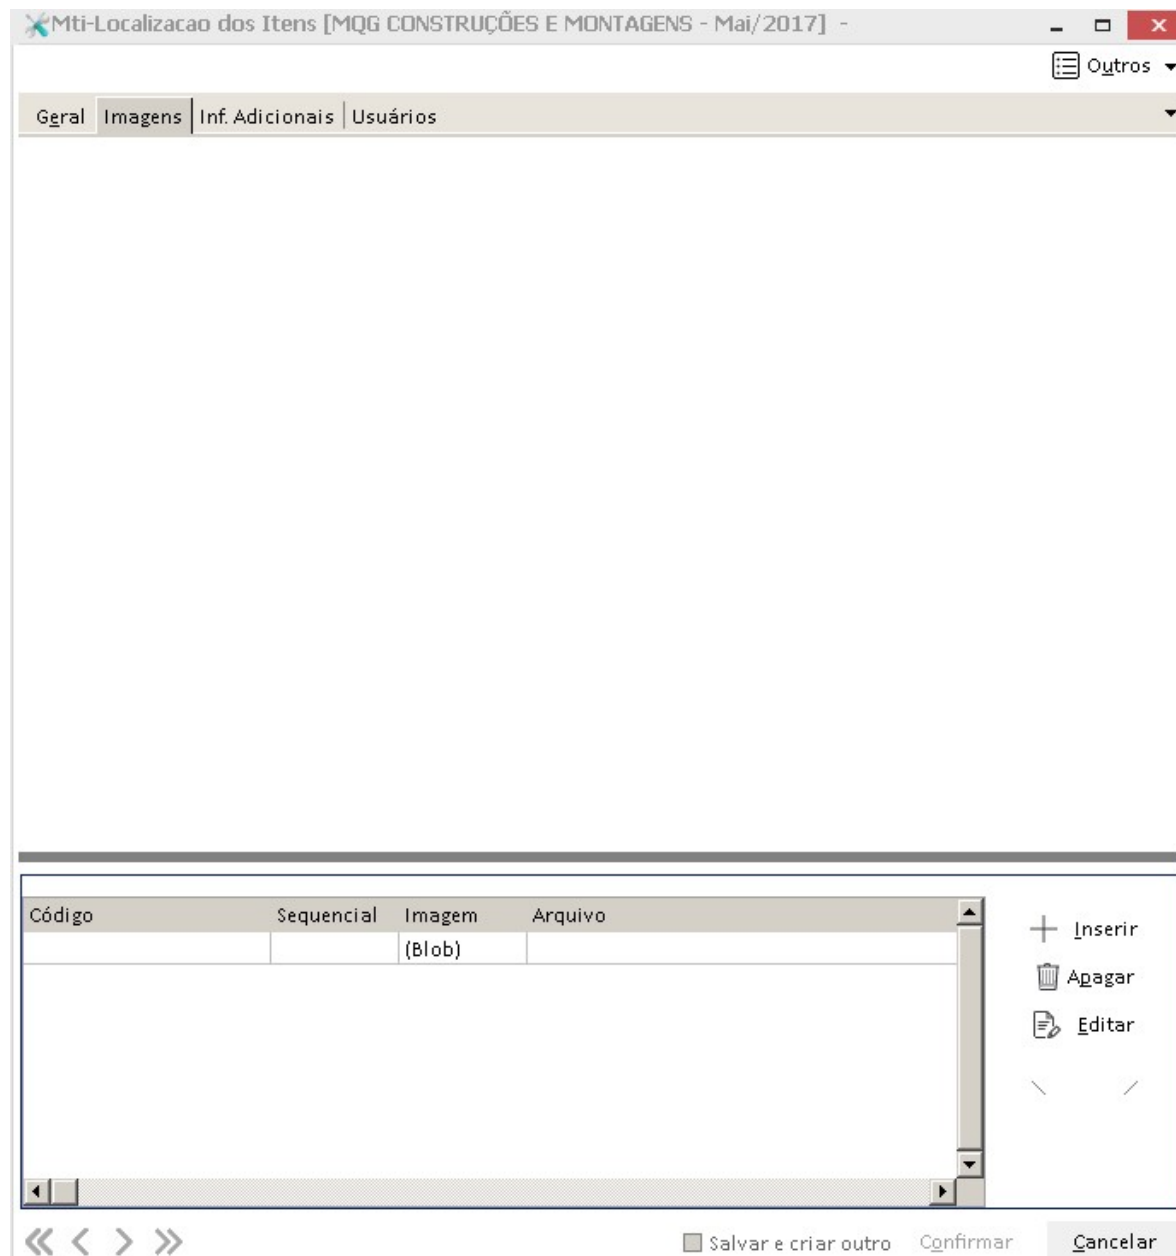 Mti-Localizacao dos Itens [MQG CONSTRUÇÕES E MONTAGENS - Mai/2017] -
Outros
Geral Imagens Inf. Adicionais Usuários
Código Sequencial Imagem Arquivo
(Blob)
Inserir
Apagar
Editar
Salvar e criar outro Confirmar Cancelar